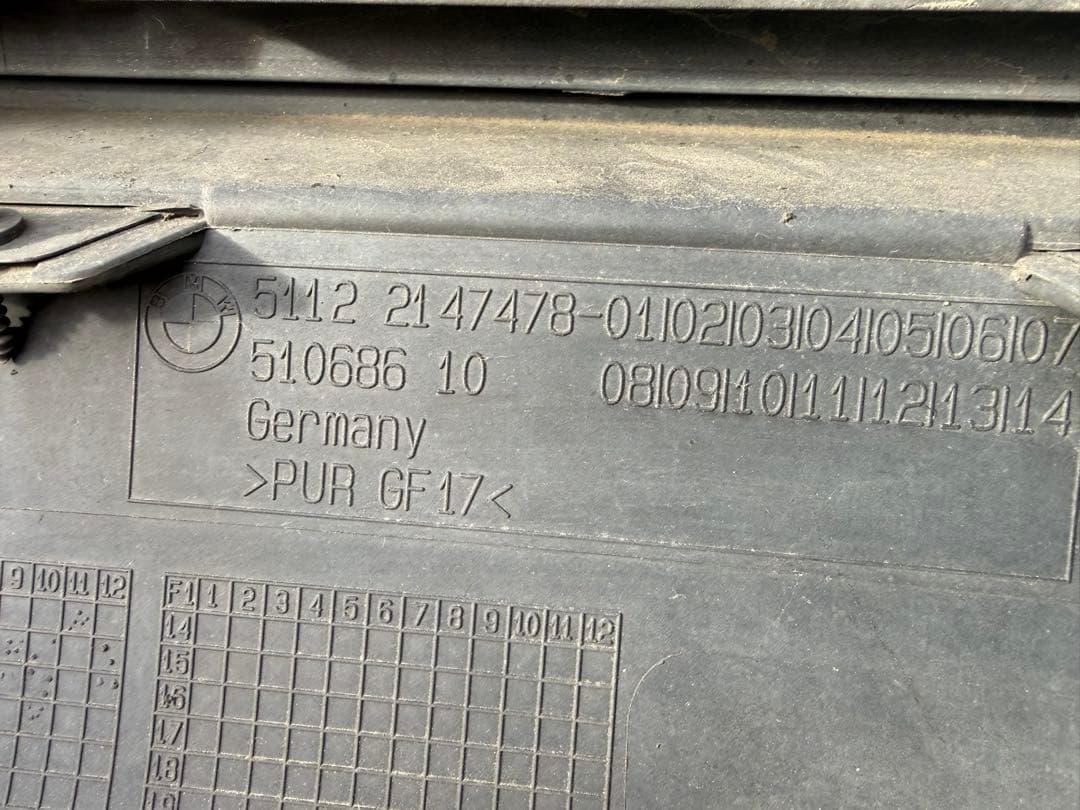 BMW
5112 2147478-01|02|03|04|05|06|07
510686 10 08|09|10|11|12|13|14
Germany
>PUR GF17<
9 10 11 12
F1 1 2 3 4 5 6 7 8 9 10 11 12
14
15
16
17
18
19